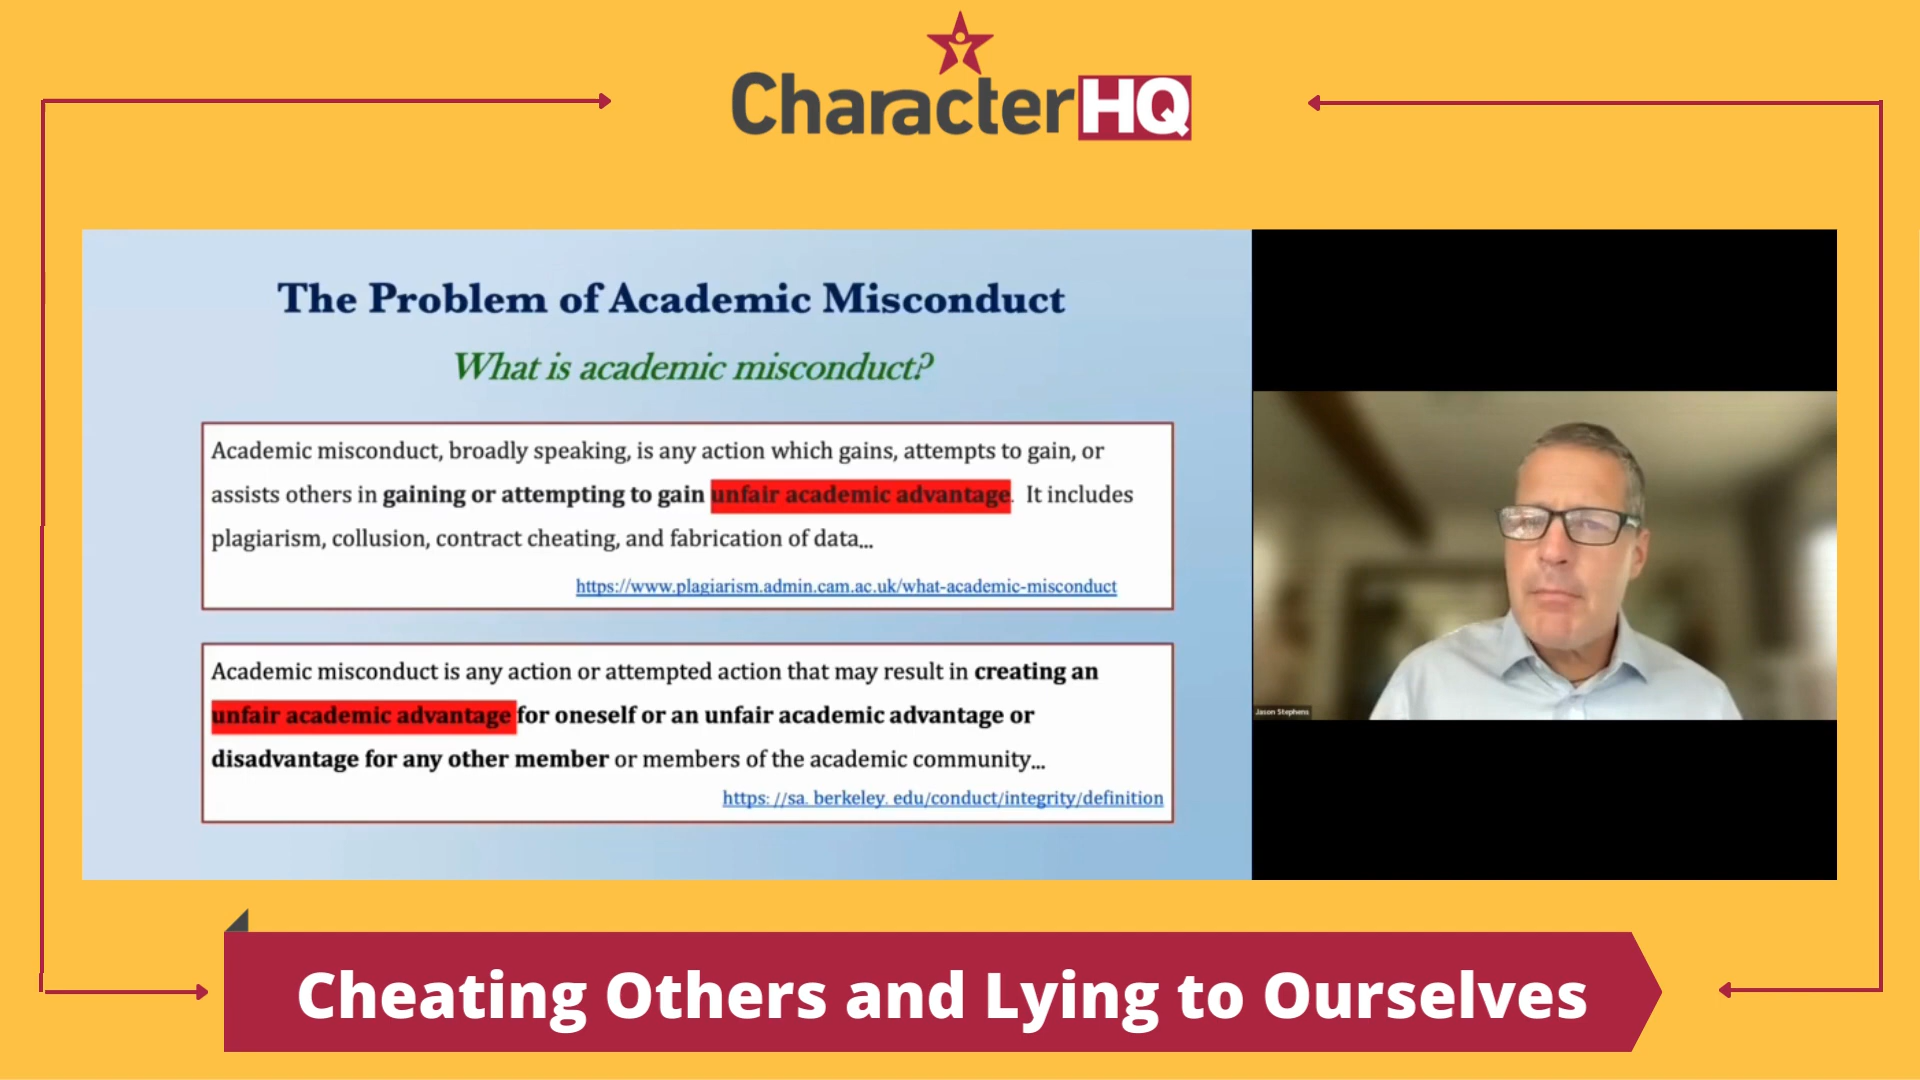 CharacterHQ
The Problem of Academic Misconduct
What is academic misconduct?
Academic misconduct, broadly speaking, is any action which gains, attempts to gain, or
assists others in gaining or attempting to gain unfair academic advantage. It includes
plagiarism, collusion, contract cheating, and fabrication of data...
https://www.plagiarism.admin.cam.ac.uk/what-academic-misconduct
Academic misconduct is any action or attempted action that may result in creating an
unfair academic advantage for oneself or an unfair academic advantage or
disadvantage for any other member or members of the academic community...
https: //sa. berkeley. edu/conduct/integrity/definition
Jason Stephens
Cheating Others and Lying to Ourselves